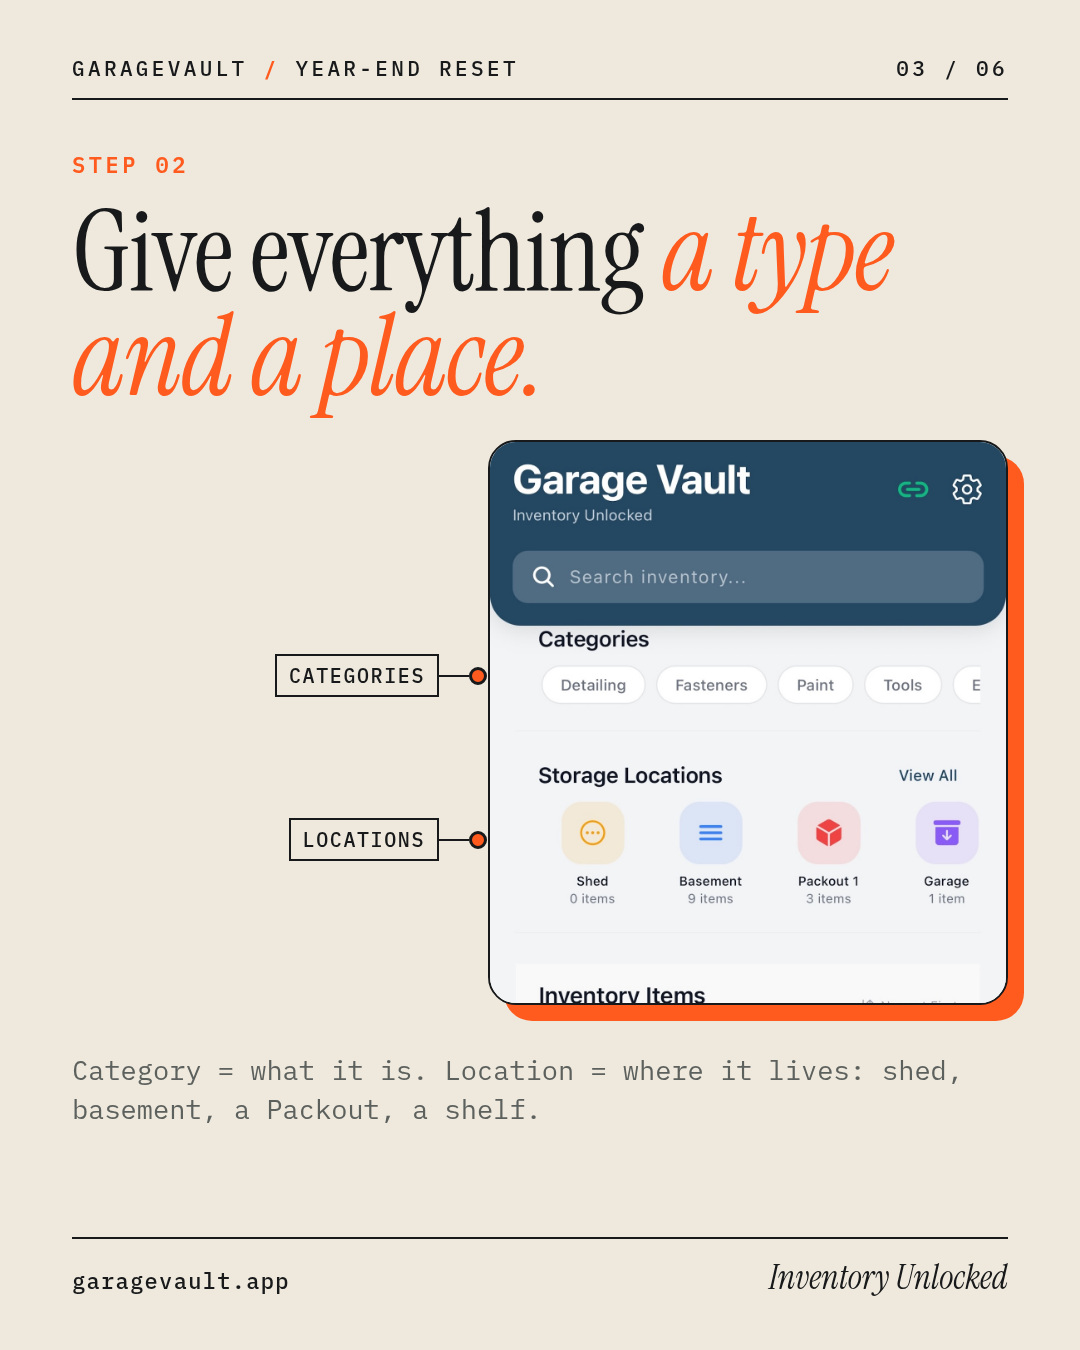 GARAGEVAULT / YEAR-END RESET
03 / 06
STEP 02
Give everything a type
and a place.
Garage Vault
Inventory Unlocked
Search inventory...
Categories
CATEGORIES
Detailing
Fasteners
Paint
Tools
E
Storage Locations
View All
LOCATIONS
Shed
0 items
Basement
9 items
Packout 1
3 items
Garage
1 item
Inventory Items
Category = what it is. Location = where it lives: shed,
basement, a Packout, a shelf.
garagevault.app
Inventory Unlocked